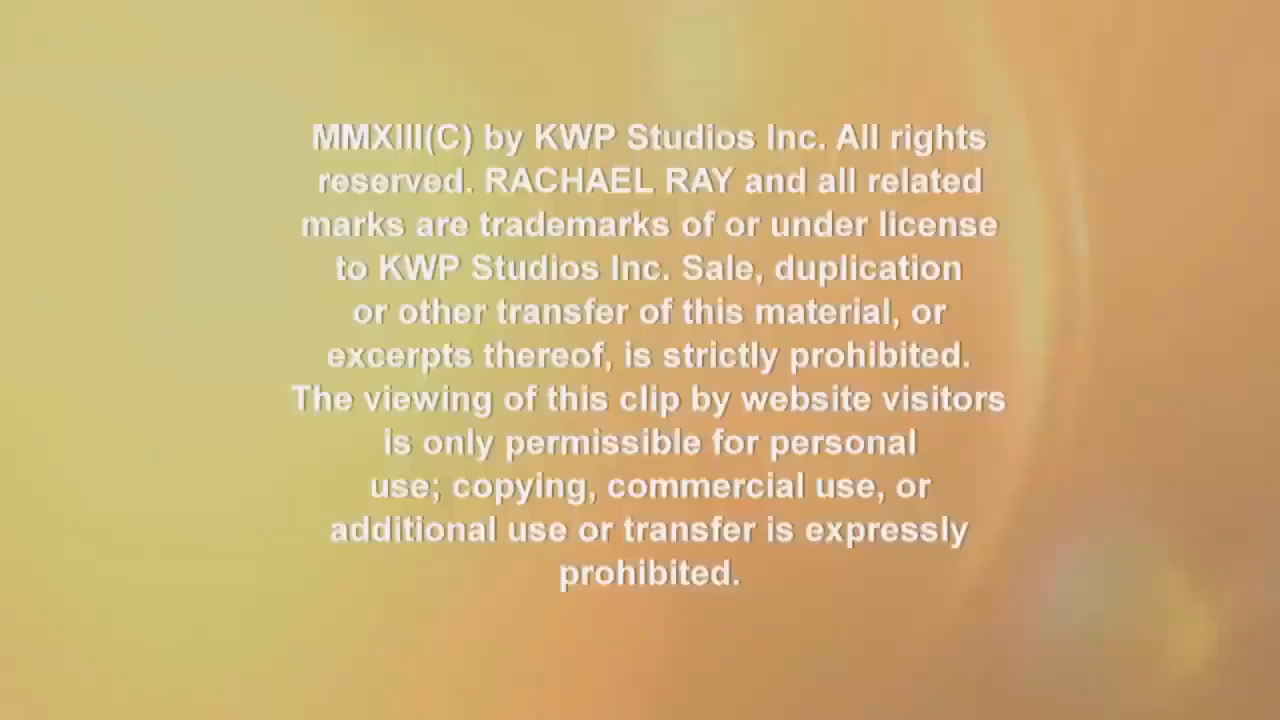 MMXIII(C) by KWP Studios Inc. All rights
reserved. RACHAEL RAY and all related
marks are trademarks of or under license
to KWP Studios Inc. Sale, duplication
or other transfer of this material, or
excerpts thereof, is strictly prohibited.
The viewing of this clip by website visitors
is only permissible for personal
use; copying, commercial use, or
additional use or transfer is expressly
prohibited.